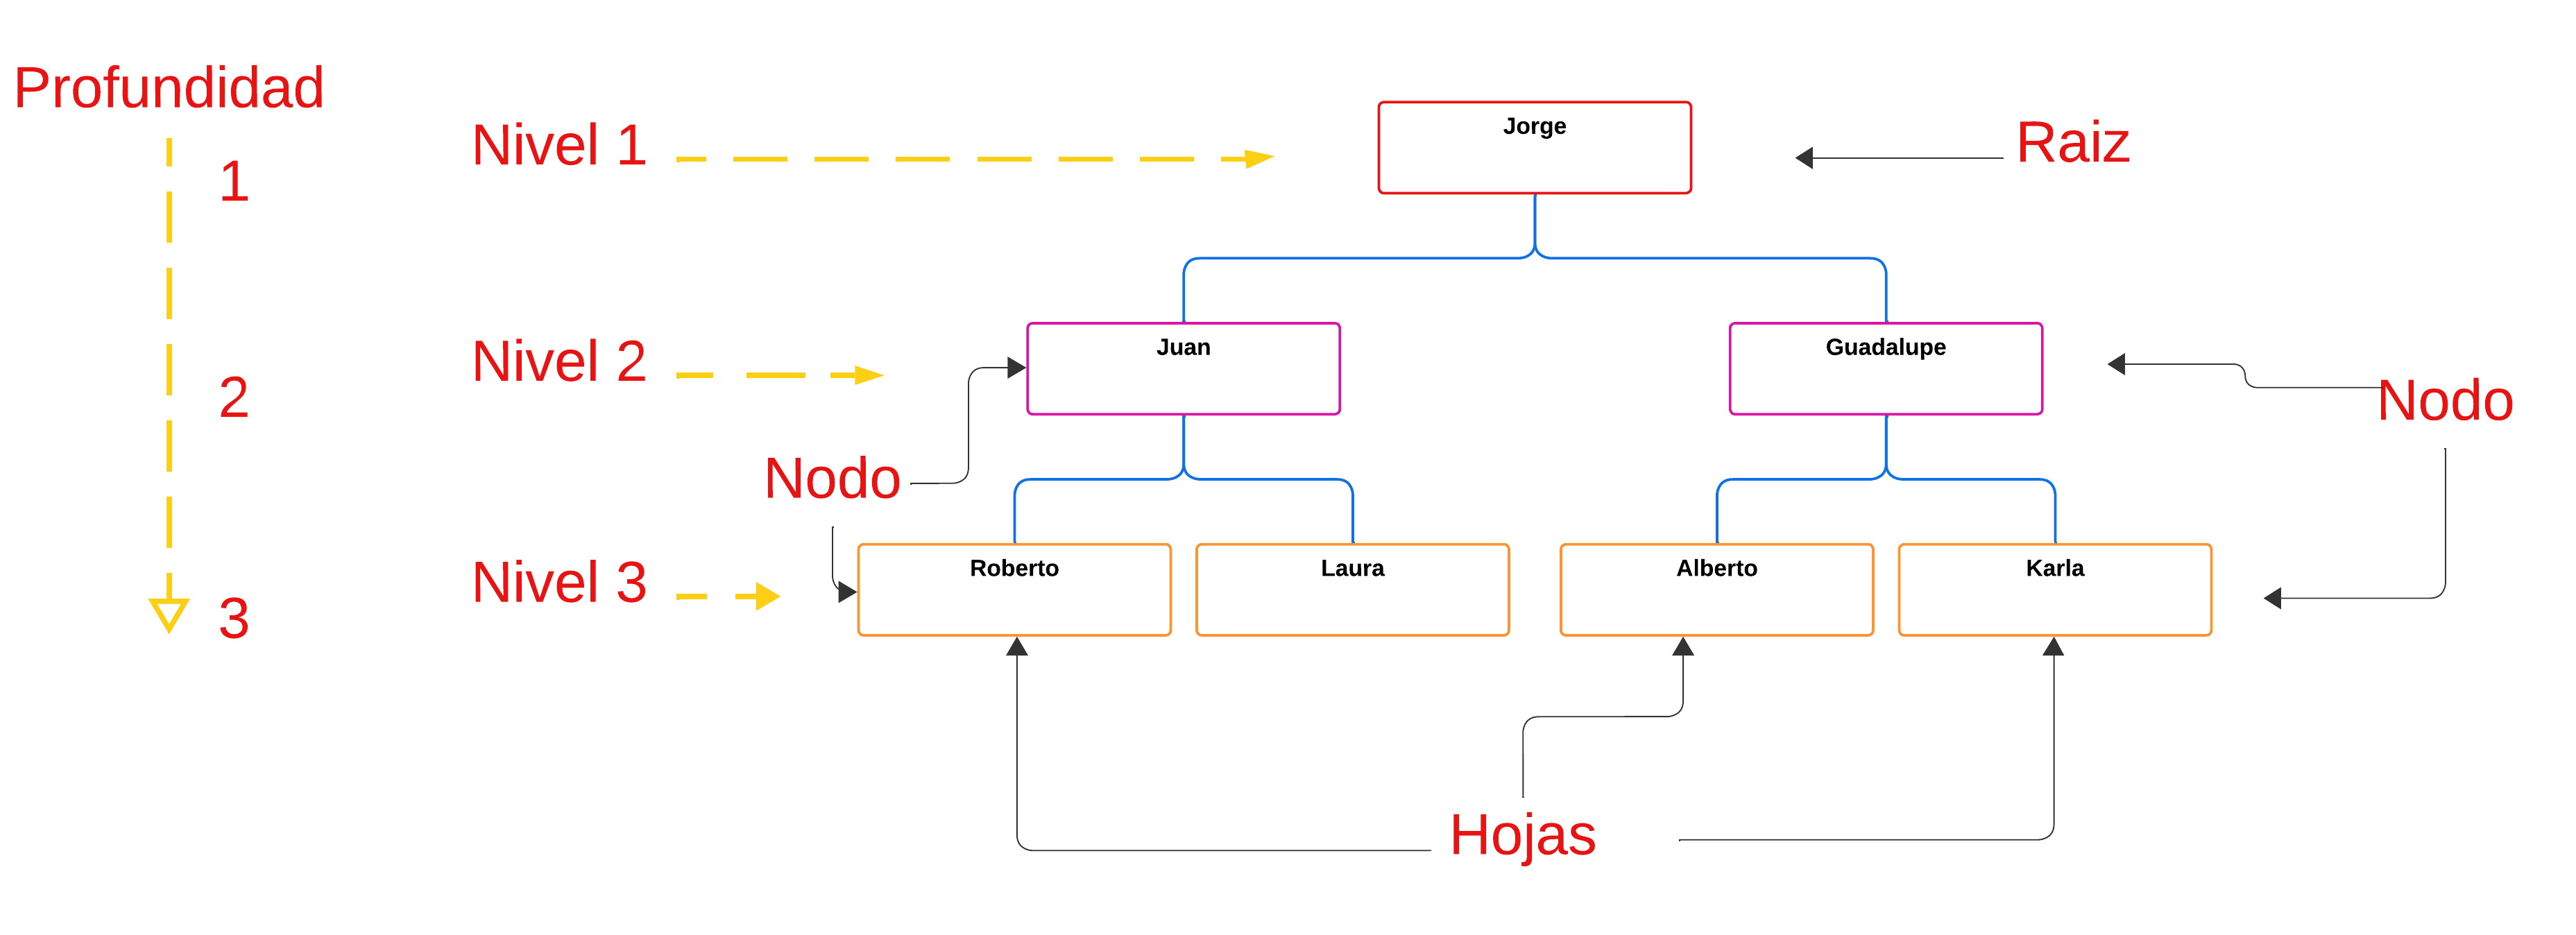 Profundidad
1
2
3
Nivel 1
Jorge
Raiz
Nivel 2
Juan
Guadalupe
Nodo
Nodo
Nivel 3
Roberto
Laura
Alberto
Karla
Hojas